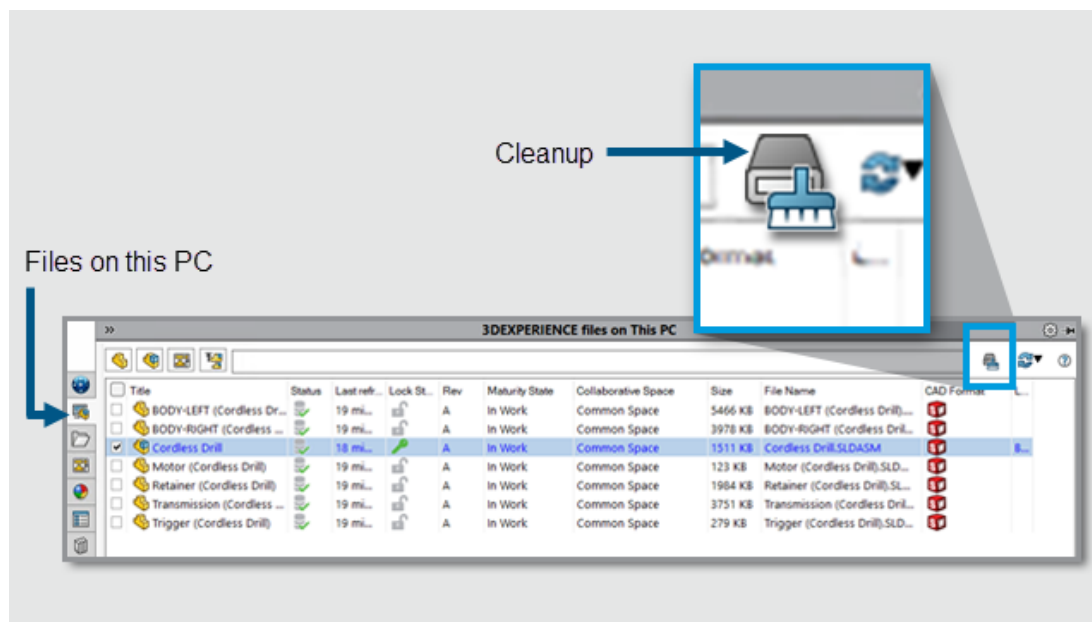 Cleanup
Files on this PC
ormat
»
3DEXPERIENCE files on This PC
Title Status Last refr... Lock St... Rev Maturity State Collaborative Space Size File Name CAD Format L...
BODY-LEFT (Cordless Dr... 19 mi... A In Work Common Space 5466 KB BODY-LEFT (Cordless Drill)....
BODY-RIGHT (Cordless ... 19 mi... A In Work Common Space 3978 KB BODY-RIGHT (Cordless Dril...
Cordless Drill 18 mi... A In Work Common Space 1511 KB Cordless Drill.SLDASM B...
Motor (Cordless Drill) 19 mi... A In Work Common Space 123 KB Motor (Cordless Drill).SLD...
Retainer (Cordless Drill) 19 mi... A In Work Common Space 1984 KB Retainer (Cordless Drill).SL...
Transmission (Cordless ... 19 mi... A In Work Common Space 3751 KB Transmission (Cordless Dril...
Trigger (Cordless Drill) 19 mi... A In Work Common Space 279 KB Trigger (Cordless Drill).SLD...